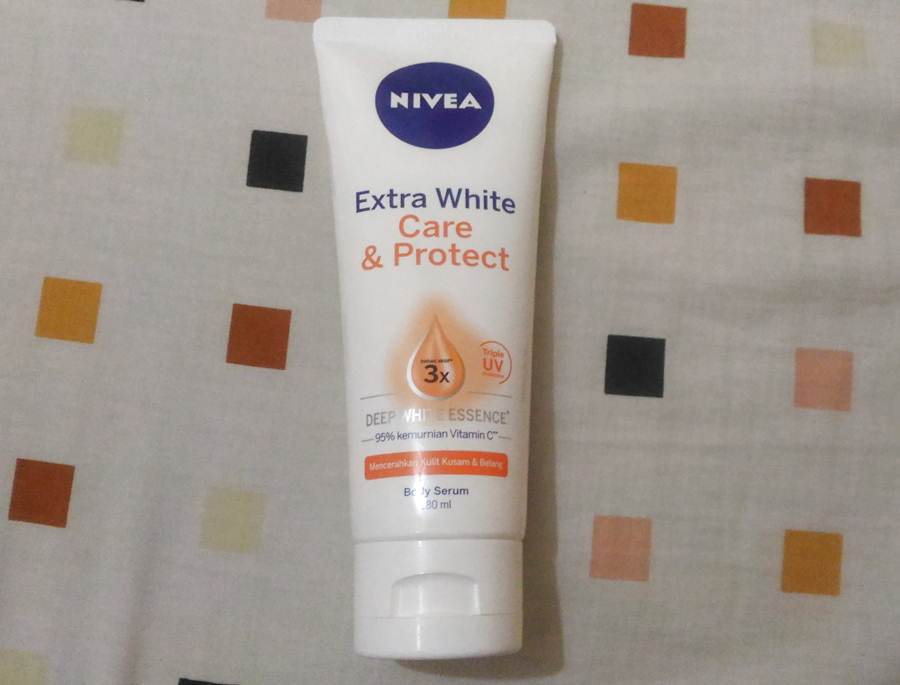 NIVEA
Extra White
Care
& Protect
3x
Triple
UV
DEEP WHITE ESSENCE*
95% kemurnian Vitamin C**
Mencerahkan Kulit Kusam & Belang
Body Serum
180 ml